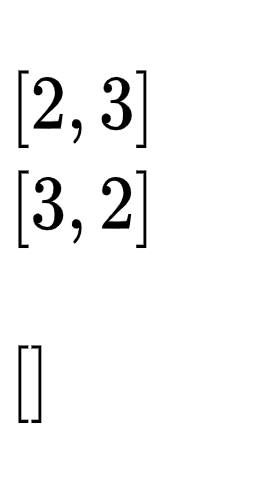 [2, 3]
[3, 2]
[]